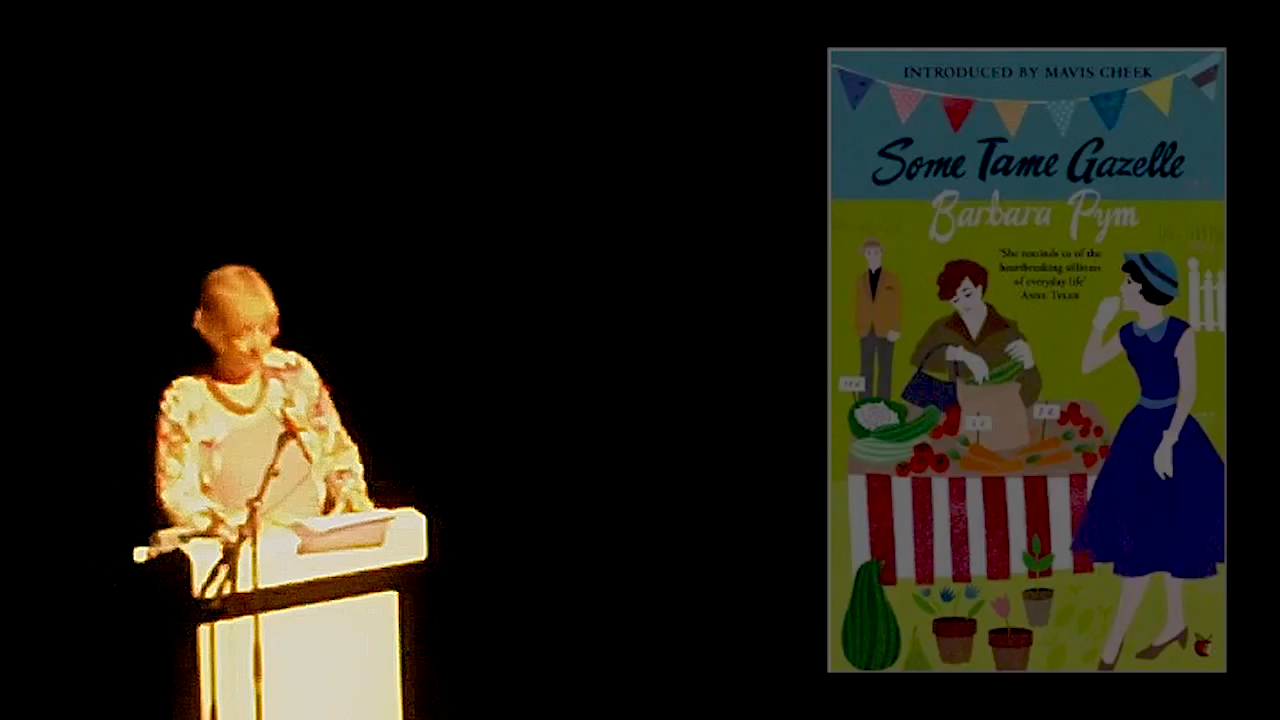 INTRODUCED BY MAVIS CHEEK
Some Tame Gazelle
Barbara Pym
'She reminds us of the
heartbreaking silliness
of everyday life'
ANNE TYLER